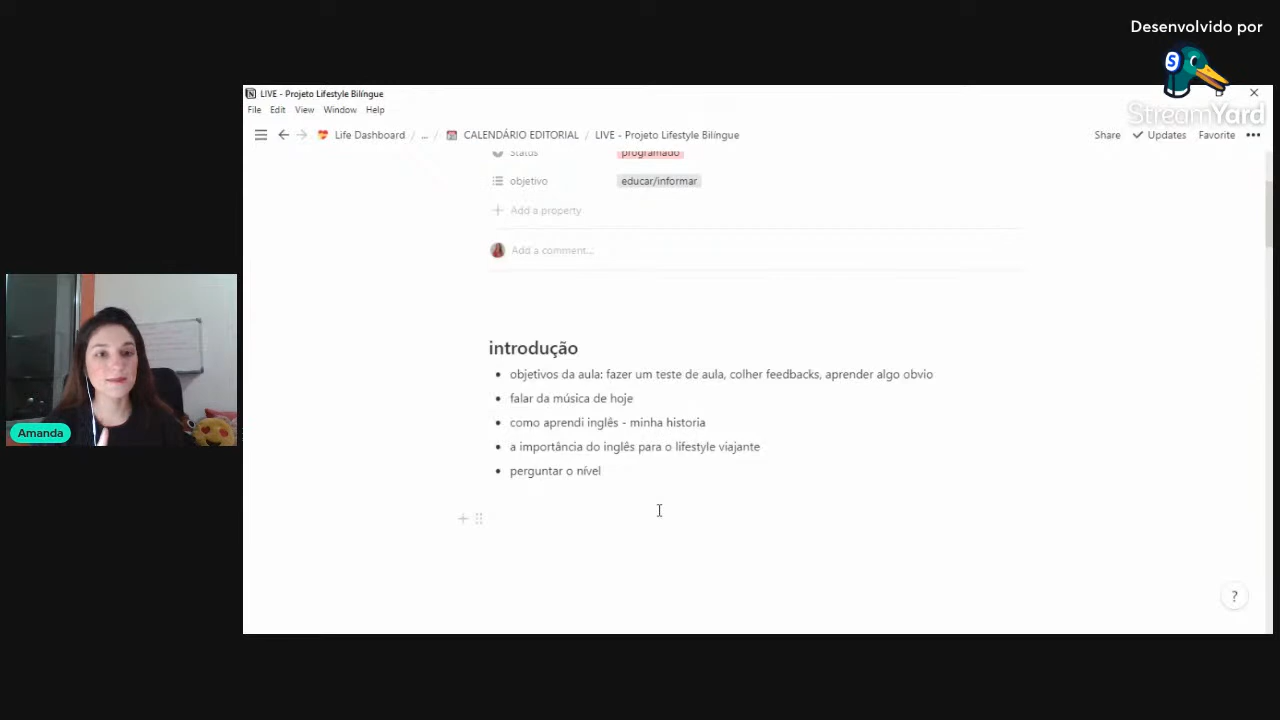 Desenvolvido por
S
StreamYard
LIVE - Projeto Lifestyle Bilíngue
File Edit View Window Help
Life Dashboard / ... / CALENDÁRIO EDITORIAL / LIVE - Projeto Lifestyle Bilíngue
Share Updates Favorite •••
Status programado
objetivo educar/informar
+ Add a property
Add a comment...
introdução
• objetivos da aula: fazer um teste de aula, colher feedbacks, aprender algo obvio
• falar da música de hoje
• como aprendi inglês - minha historia
• a importância do inglês para o lifestyle viajante
• perguntar o nível
Amanda
?